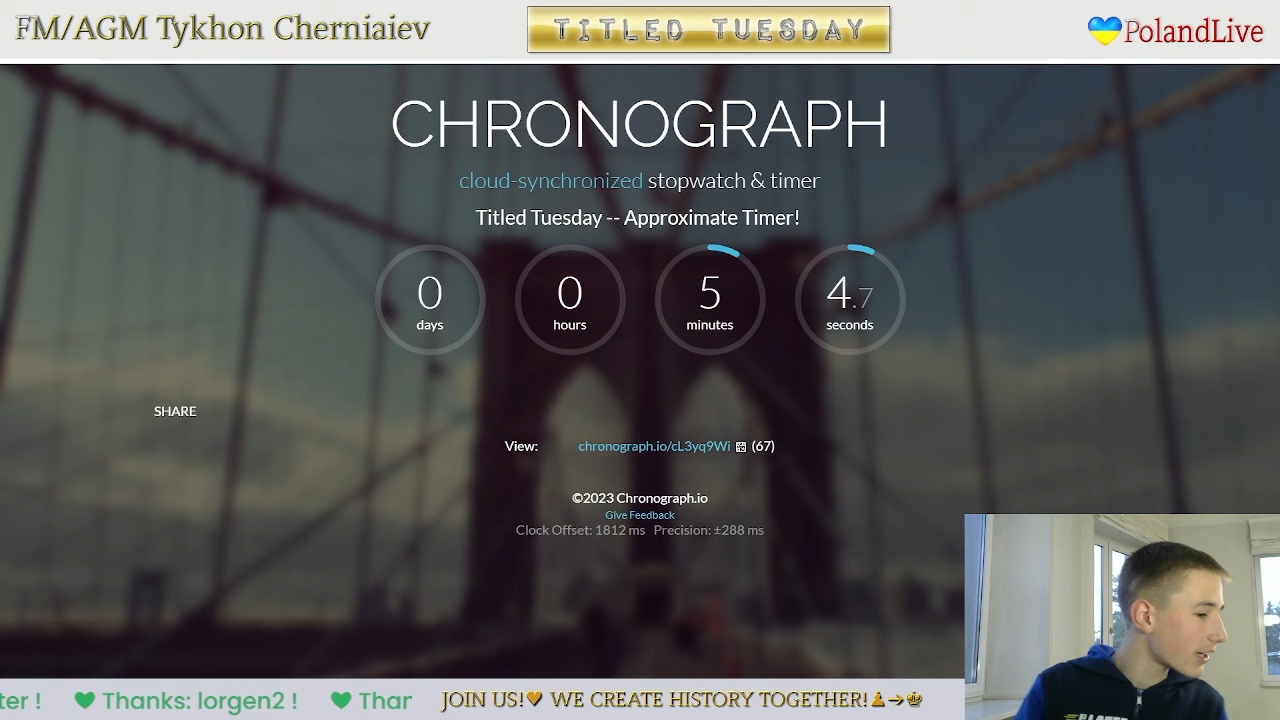 FM/AGM Tykhon Cherniaiev
TITLED TUESDAY
PolandLive
CHRONOGRAPH
cloud-synchronized stopwatch & timer
Titled Tuesday -- Approximate Timer!
0 0 5 4.7
days hours minutes seconds
SHARE
View: chronograph.io/cL3yq9Wi (67)
©2023 Chronograph.io
Give Feedback
Clock Offset: 1812 ms Precision: ±288 ms
ter ! Thanks: lorgen2 ! Thar JOIN US! WE CREATE HISTORY TOGETHER!